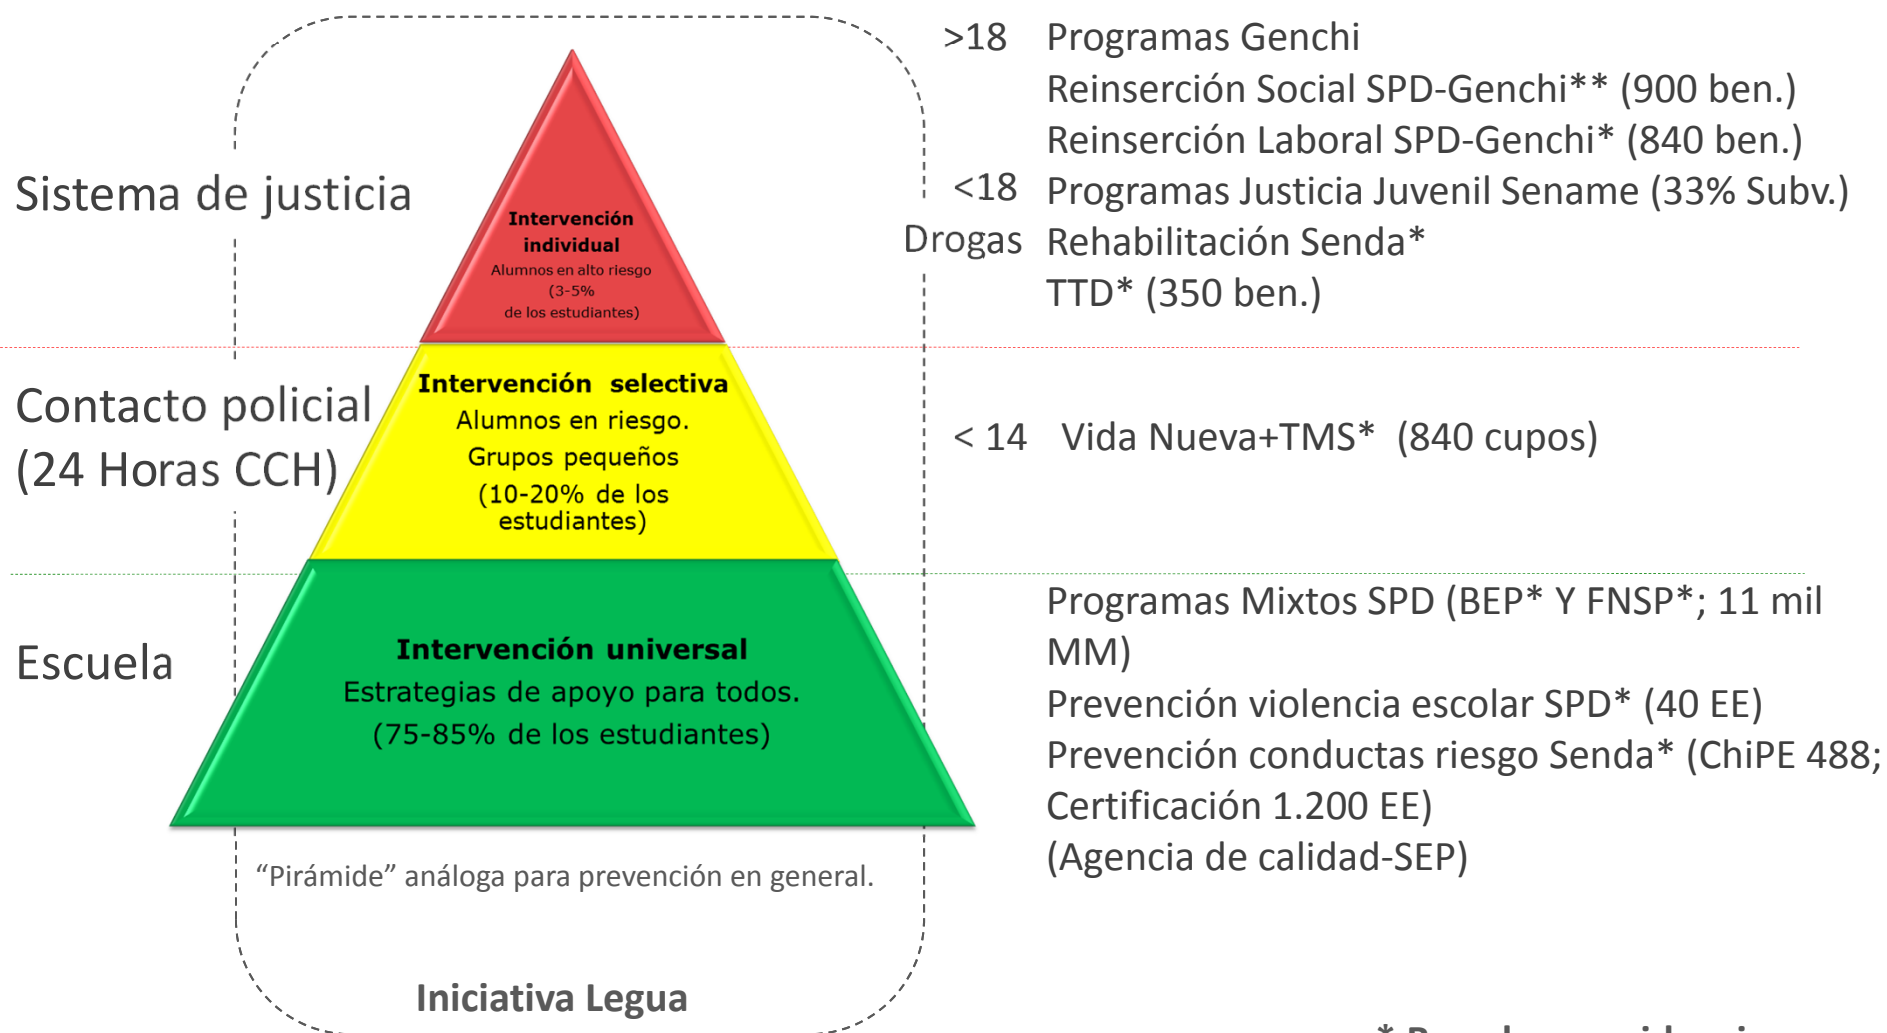 >18 Programas Genchi
Reinserción Social SPD-Genchi** (900 ben.)
Reinserción Laboral SPD-Genchi* (840 ben.)
Sistema de justicia
<18 Programas Justicia Juvenil Sename (33% Subv.)
Drogas Rehabilitación Senda*
TTD* (350 ben.)
Intervención
individual
Alumnos en alto riesgo
(3-5%
de los estudiantes)
Contacto policial
(24 Horas CCH)
Intervención selectiva
Alumnos en riesgo.
Grupos pequeños
(10-20% de los
estudiantes)
< 14 Vida Nueva+TMS* (840 cupos)
Escuela
Intervención universal
Estrategias de apoyo para todos.
(75-85% de los estudiantes)
Programas Mixtos SPD (BEP* Y FNSP*; 11 mil
MM)
Prevención violencia escolar SPD* (40 EE)
Prevención conductas riesgo Senda* (ChiPE 488;
Certificación 1.200 EE)
(Agencia de calidad-SEP)
“Pirámide” análoga para prevención en general.
Iniciativa Legua